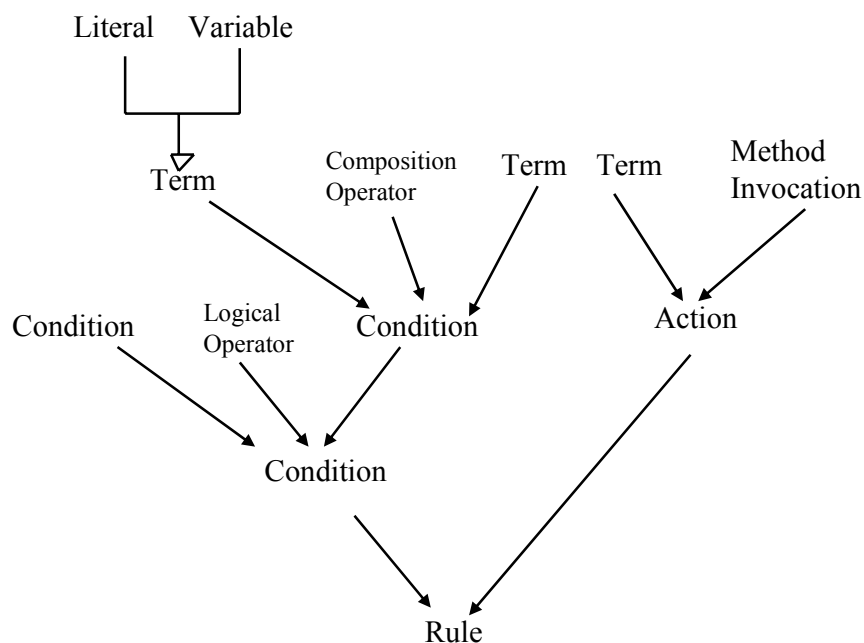 Literal
Variable
Term
Composition
Operator
Term
Term
Method
Invocation
Condition
Logical
Operator
Condition
Action
Condition
Rule